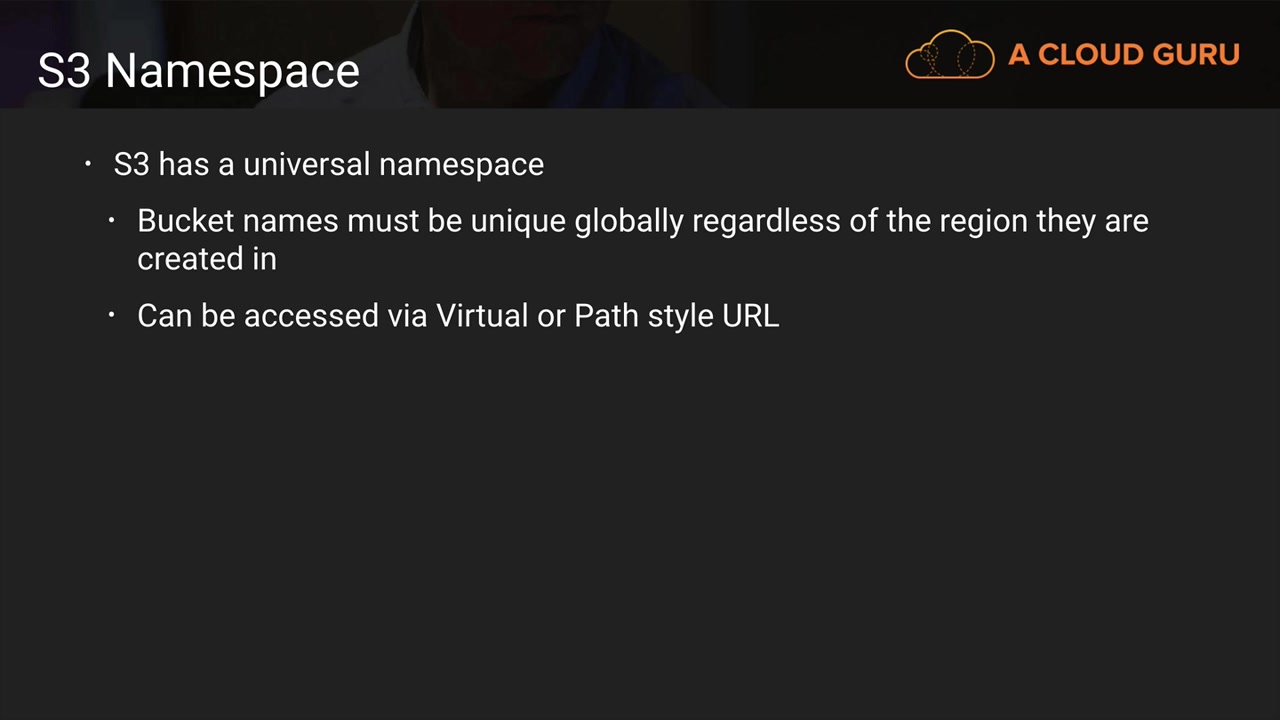 S3 Namespace
A CLOUD GURU
• S3 has a universal namespace
• Bucket names must be unique globally regardless of the region they are
created in
• Can be accessed via Virtual or Path style URL